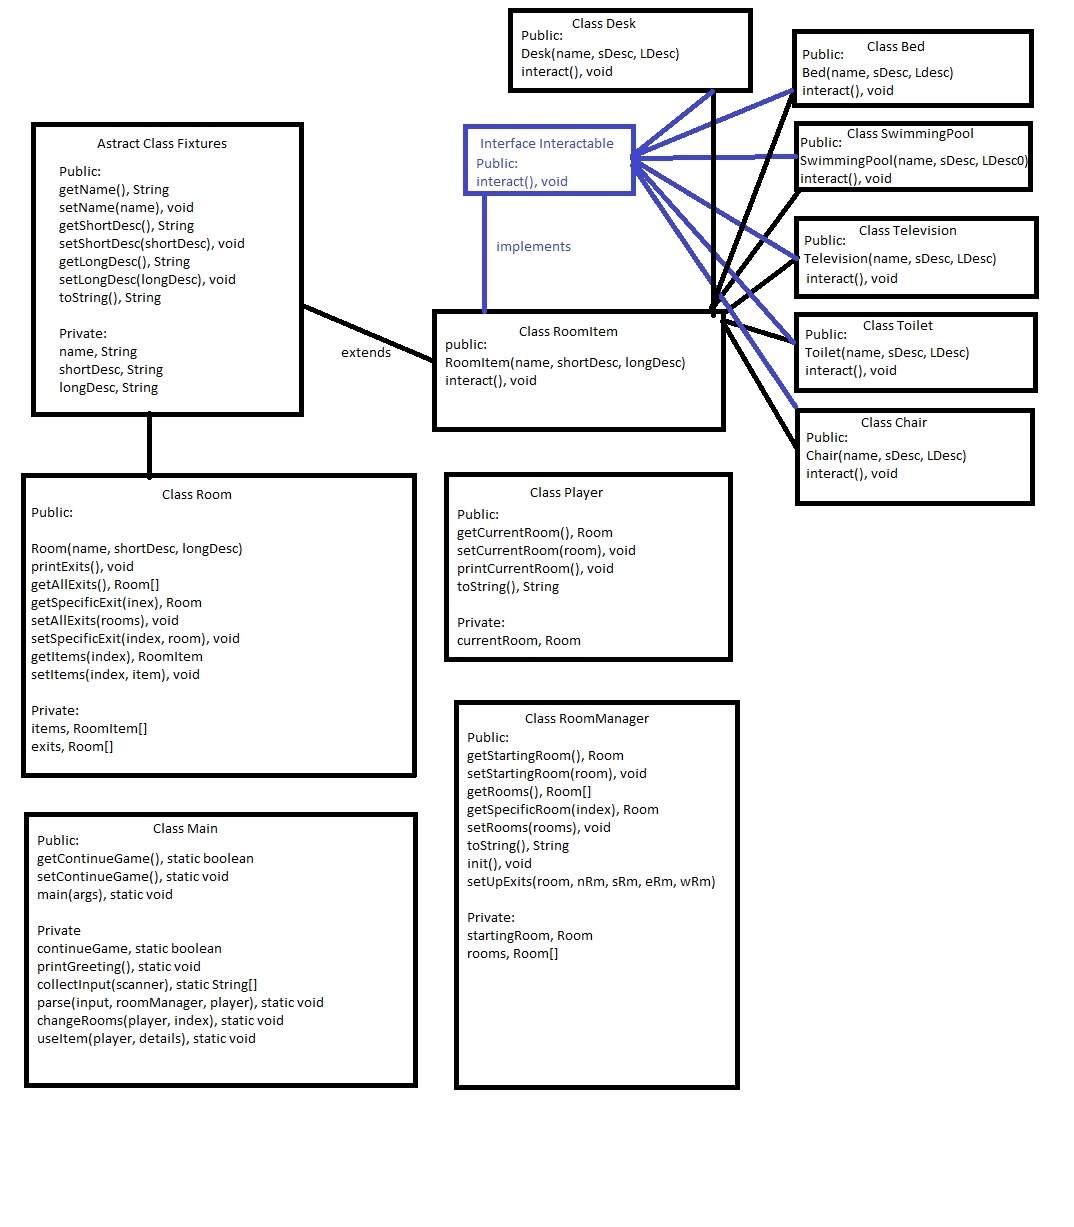 Class Desk
Public:
Desk(name, sDesc, LDesc)
interact(), void
Class Bed
Public:
Bed(name, sDesc, Ldesc)
interact(), void
Astract Class Fixtures
Public:
getName(), String
setName(name), void
getShortDesc(), String
setShortDesc(shortDesc), void
getLongDesc(), String
setLongDesc(longDesc), void
toString(), String
Private:
name, String
shortDesc, String
longDesc, String
Interface Interactable
Public:
interact(), void
implements
Class SwimmingPool
Public:
SwimmingPool(name, sDesc, LDesc0)
interact(), void
Class Television
Public:
Television(name, sDesc, LDesc)
interact(), void
extends
Class RoomItem
public:
RoomItem(name, shortDesc, longDesc)
interact(), void
Class Toilet
Public:
Toilet(name, sDesc, LDesc)
interact(), void
Class Chair
Public:
Chair(name, sDesc, LDesc)
interact(), void
Class Room
Public:
Room(name, shortDesc, longDesc)
printExits(), void
getAllExits(), Room[]
getSpecificExit(inex), Room
setAllExits(rooms), void
setSpecificExit(index, room), void
getItems(index), RoomItem
setItems(index, item), void
Private:
items, RoomItem[]
exits, Room[]
Class Player
Public:
getCurrentRoom(), Room
setCurrentRoom(room), void
printCurrentRoom(), void
toString(), String
Private:
currentRoom, Room
Class RoomManager
Public:
getStartingRoom(), Room
setStartingRoom(room), void
getRooms(), Room[]
getSpecificRoom(index), Room
setRooms(rooms), void
toString(), String
init(), void
setUpExits(room, nRm, sRm, eRm, wRm)
Private:
startingRoom, Room
rooms, Room[]
Class Main
Public:
getContinueGame(), static boolean
setContinueGame(), static void
main(args), static void
Private
continueGame, static boolean
printGreeting(), static void
collectInput(scanner), static String[]
parse(input, roomManager, player), static void
changeRooms(player, index), static void
useItem(player, details), static void